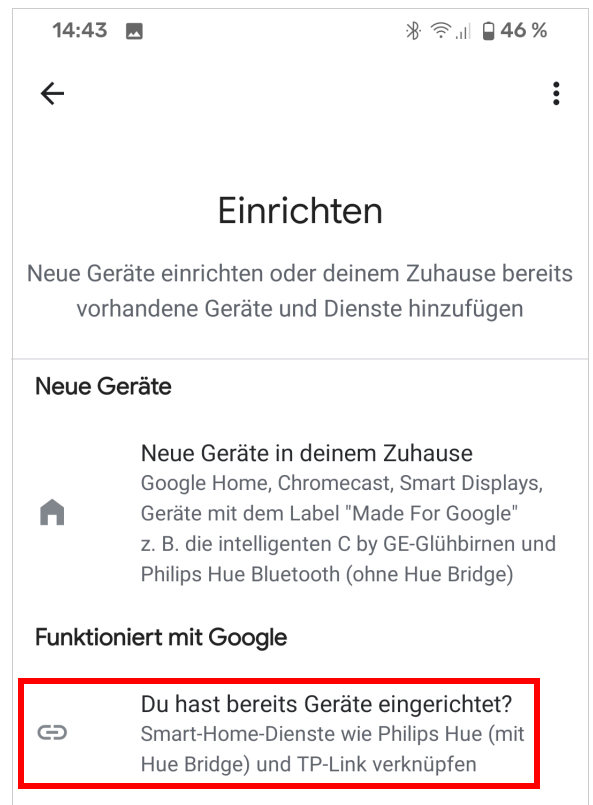 14:43 46 %
Einrichten
Neue Geräte einrichten oder deinem Zuhause bereits
vorhandene Geräte und Dienste hinzufügen
Neue Geräte
Neue Geräte in deinem Zuhause
Google Home, Chromecast, Smart Displays,
Geräte mit dem Label "Made For Google"
z. B. die intelligenten C by GE-Glühbirnen und
Philips Hue Bluetooth (ohne Hue Bridge)
Funktioniert mit Google
Du hast bereits Geräte eingerichtet?
Smart-Home-Dienste wie Philips Hue (mit
Hue Bridge) und TP-Link verknüpfen